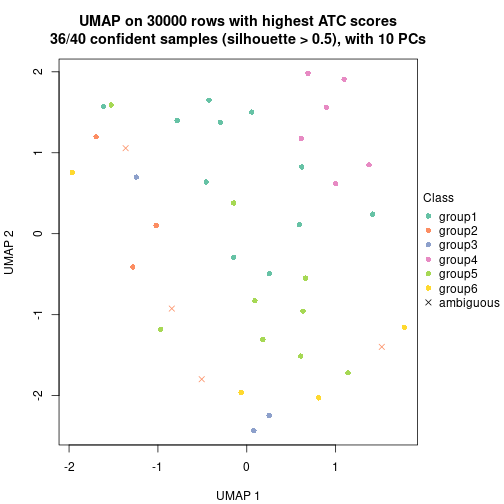 UMAP on 30000 rows with highest ATC scores
36/40 confident samples (silhouette > 0.5), with 10 PCs
UMAP 2
2
1
0
-1
-2
-2
-1
0
1
UMAP 1
Class
group1
group2
group3
group4
group5
group6
ambiguous